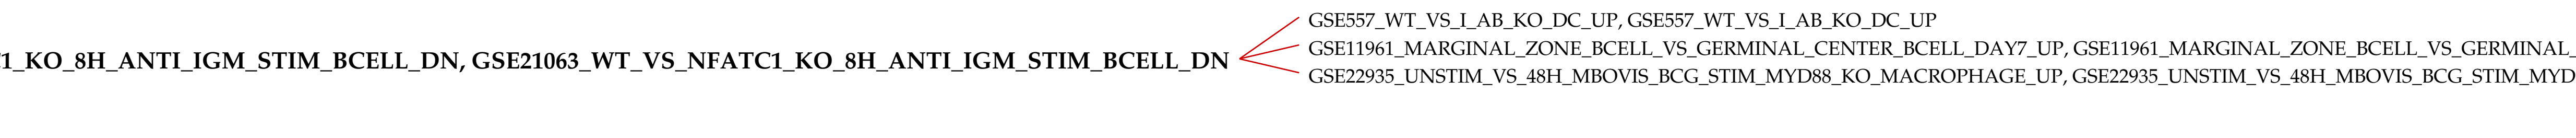 GSE557_WT_VS_I_AB_KO_DC_UP, GSE557_WT_VS_I_AB_KO_DC_UP
1_KO_8H_ANTI_IGM_STIM_BCELL_DN, GSE21063_WT_VS_NFATC1_KO_8H_ANTI_IGM_STIM_BCELL_DN
GSE11961_MARGINAL_ZONE_BCELL_VS_GERMINAL_CENTER_BCELL_DAY7_UP, GSE11961_MARGINAL_ZONE_BCELL_VS_GERMINAL_
GSE22935_UNSTIM_VS_48H_MBOVIS_BCG_STIM_MYD88_KO_MACROPHAGE_UP, GSE22935_UNSTIM_VS_48H_MBOVIS_BCG_STIM_MYD